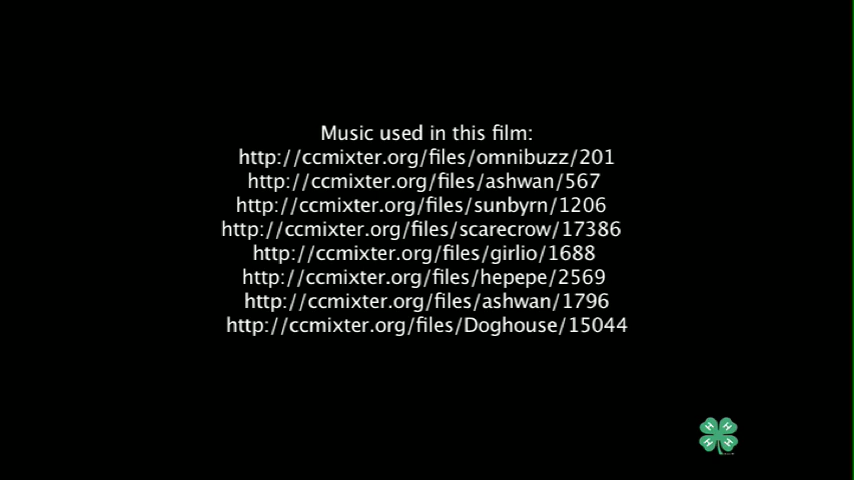 Music used in this film:
http://ccmixter.org/files/omnibuzz/201
http://ccmixter.org/files/ashwan/567
http://ccmixter.org/files/sunbyrn/1206
http://ccmixter.org/files/scarecrow/17386
http://ccmixter.org/files/girlio/1688
http://ccmixter.org/files/hepepe/2569
http://ccmixter.org/files/ashwan/1796
http://ccmixter.org/files/Doghouse/15044
H H
H H